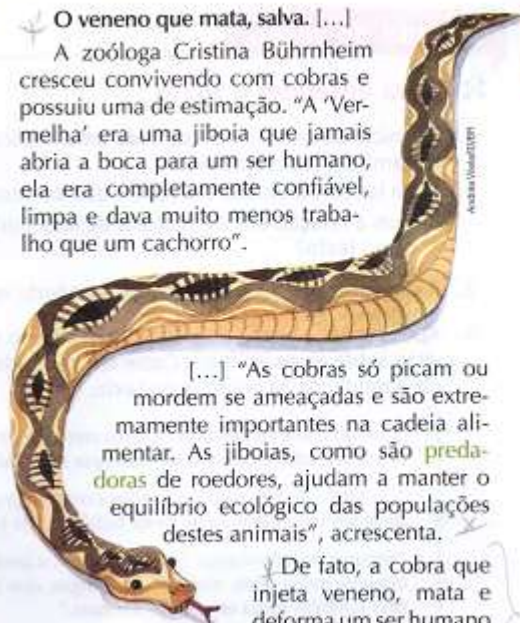 O veneno que mata, salva. […]
A zoóloga Cristina Bührnheim
cresceu convivendo com cobras e
possuiu uma de estimação. “A ‘Ver-
melha’ era uma jiboia que jamais
abria a boca para um ser humano,
ela era completamente confiável,
limpa e dava muito menos traba-
lho que um cachorro”.
[…] “As cobras só picam ou
mordem se ameaçadas e são extre-
mamente importantes na cadeia ali-
mentar. As jiboias, como são preda-
doras de roedores, ajudam a manter o
equilíbrio ecológico das populações
destes animais”, acrescenta.
De fato, a cobra que
injeta veneno, mata e
deforma um ser humano